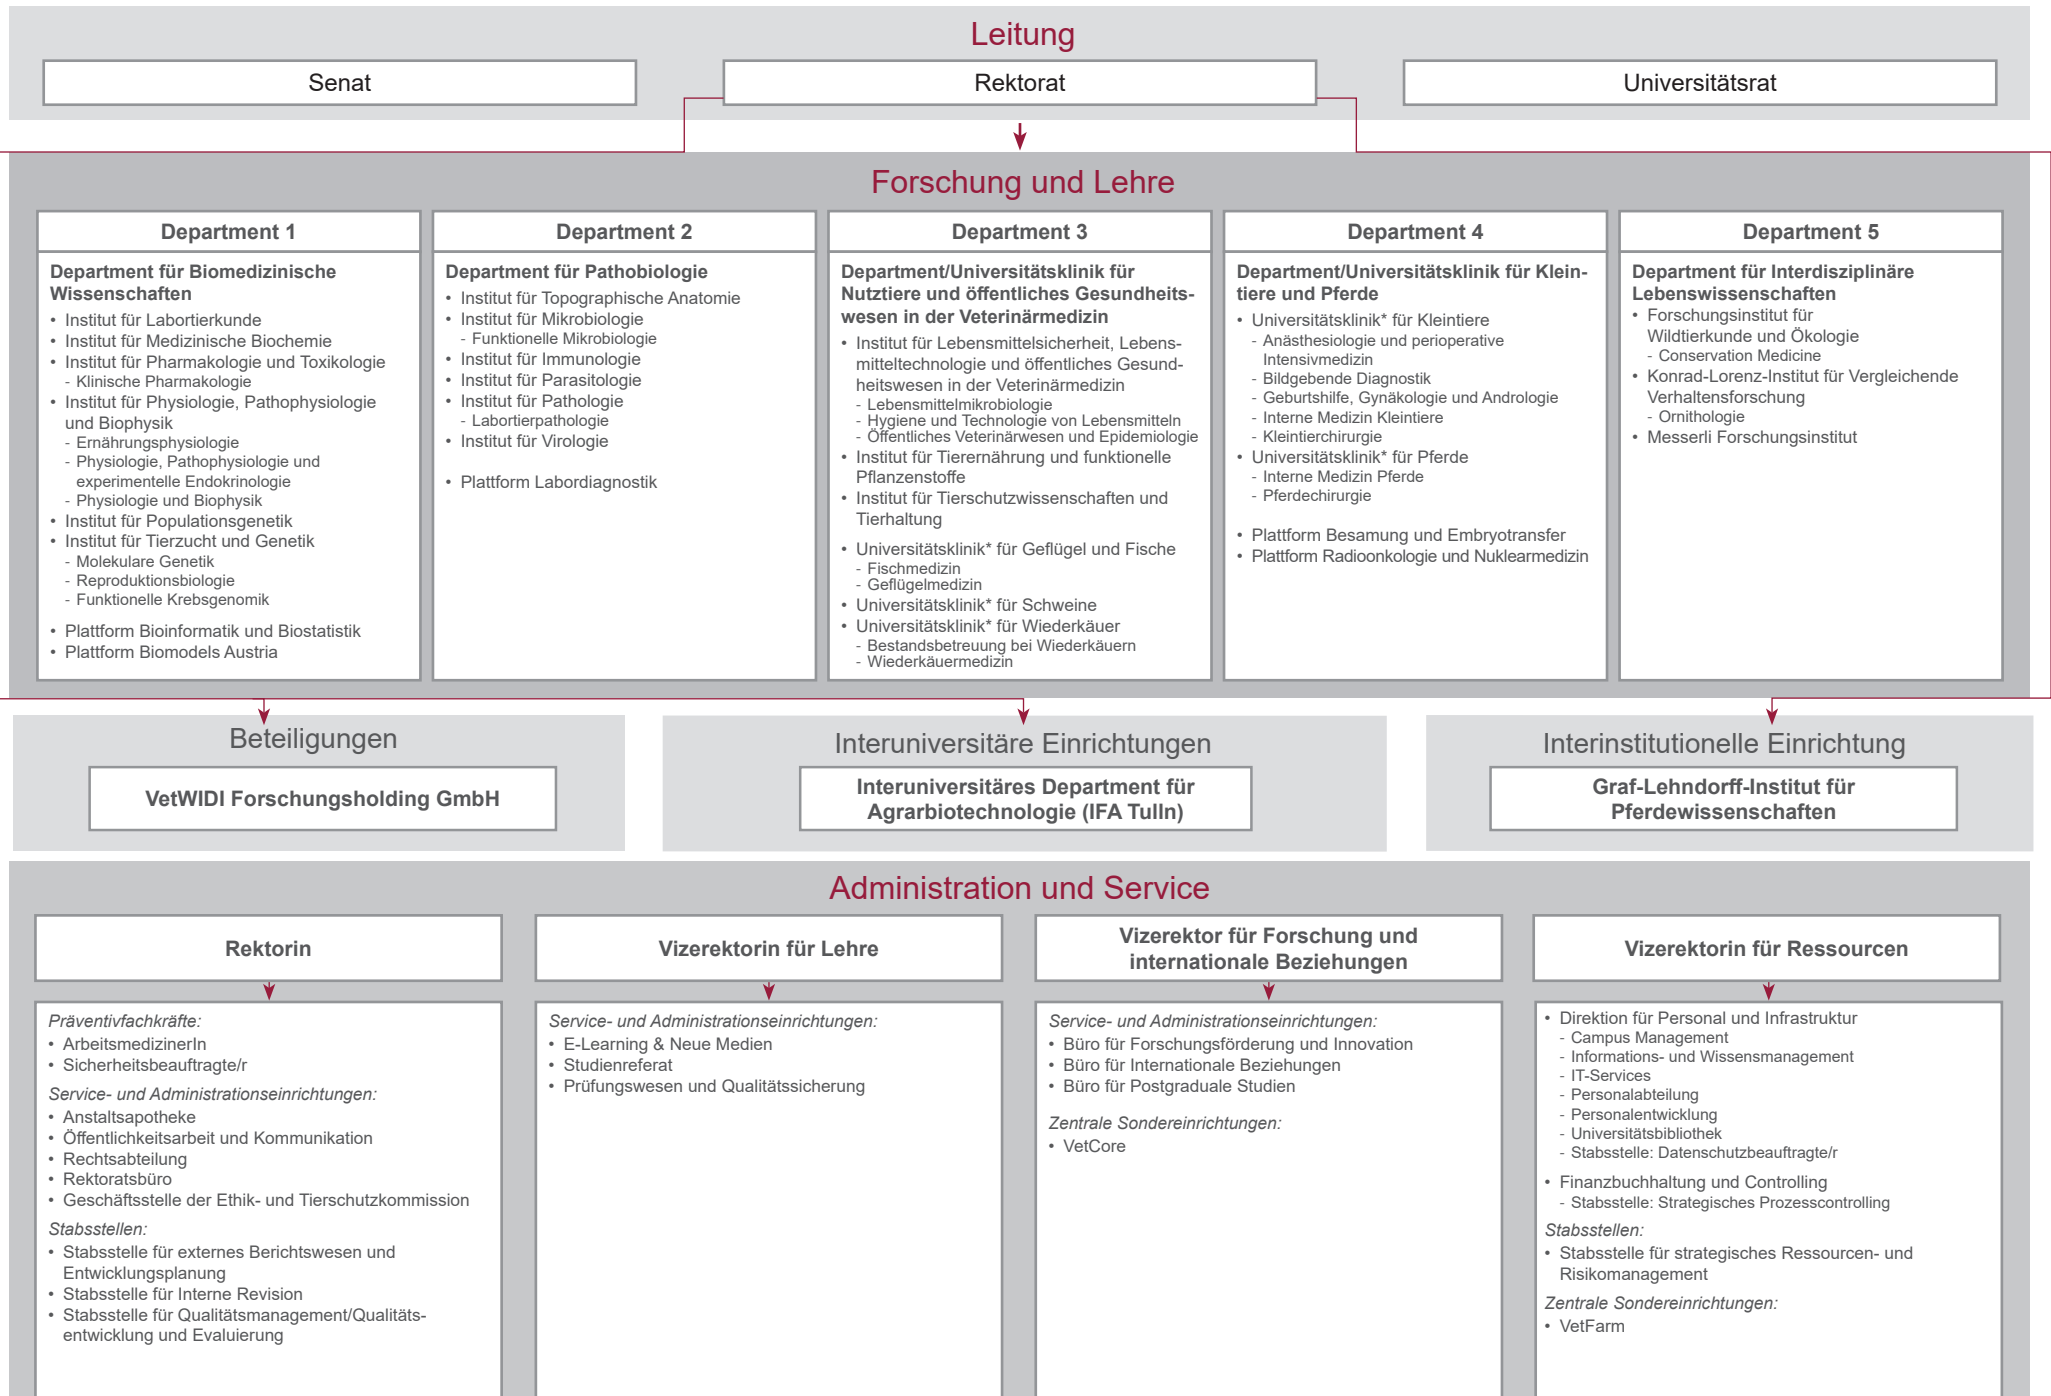 Leitung
Senat
Rektorat
Universitätsrat
Forschung und Lehre
Department 1
Department für Biomedizinische
Wissenschaften
• Institut für Labortierkunde
• Institut für Medizinische Biochemie
• Institut für Pharmakologie und Toxikologie
- Klinische Pharmakologie
• Institut für Physiologie, Pathophysiologie
und Biophysik
- Ernährungsphysiologie
- Physiologie, Pathophysiologie und
experimentelle Endokrinologie
- Physiologie und Biophysik
• Institut für Populationsgenetik
• Institut für Tierzucht und Genetik
- Molekulare Genetik
- Reproduktionsbiologie
- Funktionelle Krebsgenomik
• Plattform Bioinformatik und Biostatistik
• Plattform Biomodels Austria
Department 2
Department für Pathobiologie
• Institut für Topographische Anatomie
• Institut für Mikrobiologie
- Funktionelle Mikrobiologie
• Institut für Immunologie
• Institut für Parasitologie
• Institut für Pathologie
- Labortierpathologie
• Institut für Virologie
• Plattform Labordiagnostik
Department 3
Department/Universitätsklinik für
Nutztiere und öffentliches Gesundheits-
wesen in der Veterinärmedizin
• Institut für Lebensmittelsicherheit, Lebens-
mitteltechnologie und öffentliches Gesund-
heitswesen in der Veterinärmedizin
- Lebensmittelmikrobiologie
- Hygiene und Technologie von Lebensmitteln
- Öffentliches Veterinärwesen und Epidemiologie
• Institut für Tierernährung und funktionelle
Pflanzenstoffe
• Institut für Tierschutzwissenschaften und
Tierhaltung
• Universitätsklinik* für Geflügel und Fische
- Fischmedizin
- Geflügelmedizin
• Universitätsklinik* für Schweine
• Universitätsklinik* für Wiederkäuer
- Bestandsbetreuung bei Wiederkäuern
- Wiederkäuermedizin
Department 4
Department/Universitätsklinik für Klein-
tiere und Pferde
• Universitätsklinik* für Kleintiere
- Anästhesiologie und perioperative
Intensivmedizin
- Bildgebende Diagnostik
- Geburtshilfe, Gynäkologie und Andrologie
- Interne Medizin Kleintiere
- Kleintierchirurgie
• Universitätsklinik* für Pferde
- Interne Medizin Pferde
- Pferdechirurgie
• Plattform Besamung und Embryotransfer
• Plattform Radioonkologie und Nuklearmedizin
Department 5
Department für Interdisziplinäre
Lebenswissenschaften
• Forschungsinstitut für
Wildtierkunde und Ökologie
- Conservation Medicine
• Konrad-Lorenz-Institut für Vergleichende
Verhaltensforschung
- Ornithologie
• Messerli Forschungsinstitut
Beteiligungen
VetWIDI Forschungsholding GmbH
Interuniversitäre Einrichtungen
Interuniversitäres Department für
Agrarbiotechnologie (IFA Tulln)
Interinstitutionelle Einrichtung
Graf-Lehndorff-Institut für
Pferdewissenschaften
Administration und Service
Rektorin
Präventivfachkräfte:
• ArbeitsmedizinerIn
• Sicherheitsbeauftragte/r
Service- und Administrationseinrichtungen:
• Anstaltsapotheke
• Öffentlichkeitsarbeit und Kommunikation
• Rechtsabteilung
• Rektoratsbüro
• Geschäftsstelle der Ethik- und Tierschutzkommission
Stabsstellen:
• Stabsstelle für externes Berichtswesen und
Entwicklungsplanung
• Stabsstelle für Interne Revision
• Stabsstelle für Qualitätsmanagement/Qualitäts-
entwicklung und Evaluierung
Vizerektorin für Lehre
Service- und Administrationseinrichtungen:
• E-Learning & Neue Medien
• Studienreferat
• Prüfungswesen und Qualitätssicherung
Vizerektor für Forschung und
internationale Beziehungen
Service- und Administrationseinrichtungen:
• Büro für Forschungsförderung und Innovation
• Büro für Internationale Beziehungen
• Büro für Postgraduale Studien
Zentrale Sondereinrichtungen:
• VetCore
Vizerektorin für Ressourcen
• Direktion für Personal und Infrastruktur
- Campus Management
- Informations- und Wissensmanagement
- IT-Services
- Personalabteilung
- Personalentwicklung
- Universitätsbibliothek
- Stabsstelle: Datenschutzbeauftragte/r
• Finanzbuchhaltung und Controlling
- Stabsstelle: Strategisches Prozesscontrolling
Stabsstellen:
• Stabsstelle für strategisches Ressourcen- und
Risikomanagement
Zentrale Sondereinrichtungen:
• VetFarm